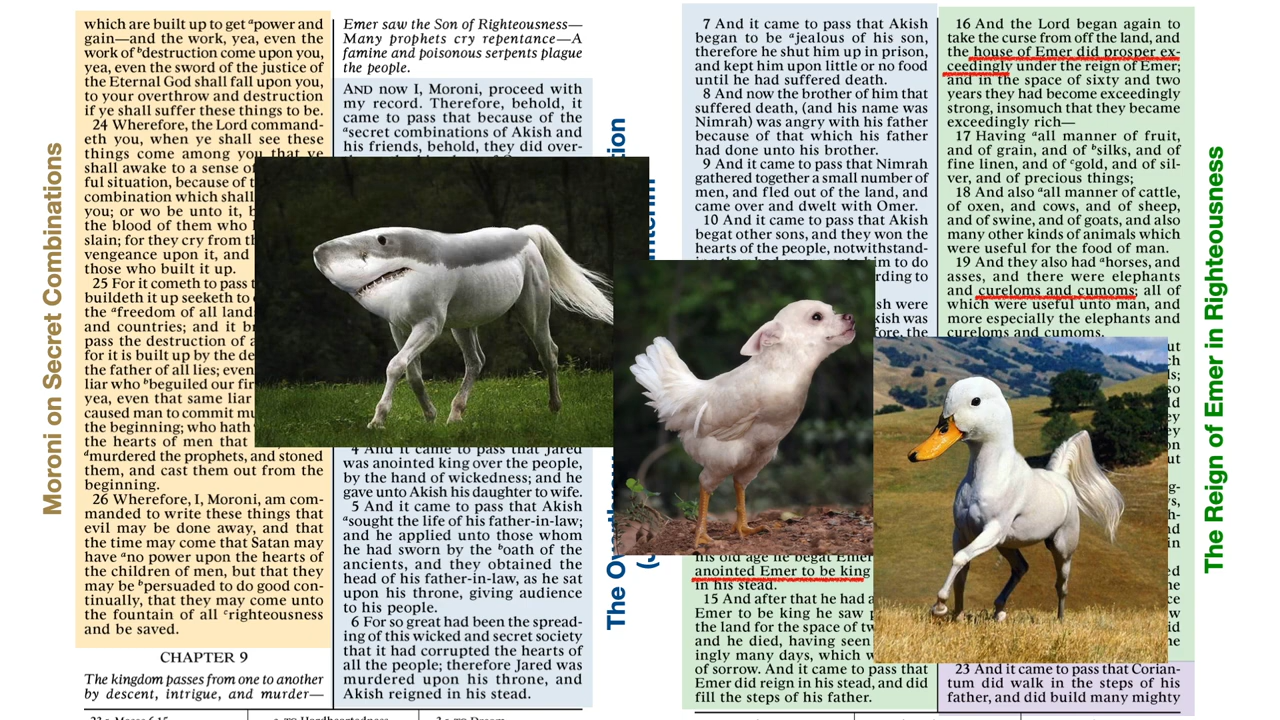 Moroni on Secret Combinations
which are built up to get ᵃpower and
gain—and the work, yea, even the
work of ᵇdestruction come upon you,
yea, even the sword of the justice of
the Eternal God shall fall upon you,
to your overthrow and destruction
if ye shall suffer these things to be.
24 Wherefore, the Lord command-
eth you, when ye shall see these
things come among you that ye
shall awake to a sense of
ful situation, because of t
combination which shall
you; or wo be unto it, b
the blood of them who
slain; for they cry from th
vengeance upon it, and
those who built it up.
25 For it cometh to pass t
buildeth it up seeketh to
the ᵃfreedom of all land
and countries; and it br
pass the destruction of a
for it is built up by the de
the father of all lies; even
liar who ᵇbeguiled our fir
yea, even that same liar
caused man to commit mu
the beginning; who hath
the hearts of men that
ᵈmurdered the prophets, and stoned
them, and cast them out from the
beginning.
26 Wherefore, I, Moroni, am com-
manded to write these things that
evil may be done away, and that
the time may come that Satan may
have ᵃno power upon the hearts of
the children of men, but that they
may be ᵇpersuaded to do good con-
tinually, that they may come unto
the fountain of all ᶜrighteousness
and be saved.
CHAPTER 9
The kingdom passes from one to another
by descent, intrigue, and murder—
Emer saw the Son of Righteousness—
Many prophets cry repentance—A
famine and poisonous serpents plague
the people.
AND now I, Moroni, proceed with
my record. Therefore, behold, it
came to pass that because of the
ᵃsecret combinations of Akish and
his friends, behold, they did over-
4 And it came to pass that Jared
was anointed king over the people,
by the hand of wickedness; and he
gave unto Akish his daughter to wife.
5 And it came to pass that Akish
ᵃsought the life of his father-in-law;
and he applied unto those whom
he had sworn by the ᵇoath of the
ancients, and they obtained the
head of his father-in-law, as he sat
upon his throne, giving audience
to his people.
6 For so great had been the spread-
ing of this wicked and secret society
that it had corrupted the hearts of
all the people; therefore Jared was
murdered upon his throne, and
Akish reigned in his stead.
The
7 And it came to pass that Akish
began to be ᵃjealous of his son,
therefore he shut him up in prison,
and kept him upon little or no food
until he had suffered death.
8 And now the brother of him that
suffered death, (and his name was
Nimrah) was angry with his father
because of that which his father
had done unto his brother.
9 And it came to pass that Nimrah
gathered together a small number of
men, and fled out of the land, and
came over and dwelt with Omer.
10 And it came to pass that Akish
begat other sons, and they won the
hearts of the people, notwithstand-
him to do
rding to
sh were
kish was
fore, the
his old age he begat Emer
anointed Emer to be king
in his stead.
15 And after that he had a
Emer to be king he saw
the land for the space of tw
and he died, having seen
ingly many days, which w
of sorrow. And it came to pass that
Emer did reign in his stead, and did
fill the steps of his father.
16 And the Lord began again to
take the curse from off the land, and
the house of Emer did prosper ex-
ceedingly under the reign of Emer;
and in the space of sixty and two
years they had become exceedingly
strong, insomuch that they became
exceedingly rich—
17 Having ᵃall manner of fruit,
and of grain, and of ᵇsilks, and of
fine linen, and of ᶜgold, and of sil-
ver, and of precious things;
18 And also ᵃall manner of cattle,
of oxen, and cows, and of sheep,
and of swine, and of goats, and also
many other kinds of animals which
were useful for the food of man.
19 And they also had ᵃhorses, and
asses, and there were elephants
and cureloms and cumoms; all of
which were useful unto man, and
more especially the elephants and
cureloms and cumoms.
23 And it came to pass that Corian-
tum did walk in the steps of his
father, and did build many mighty
The Reign of Emer in Righteousness